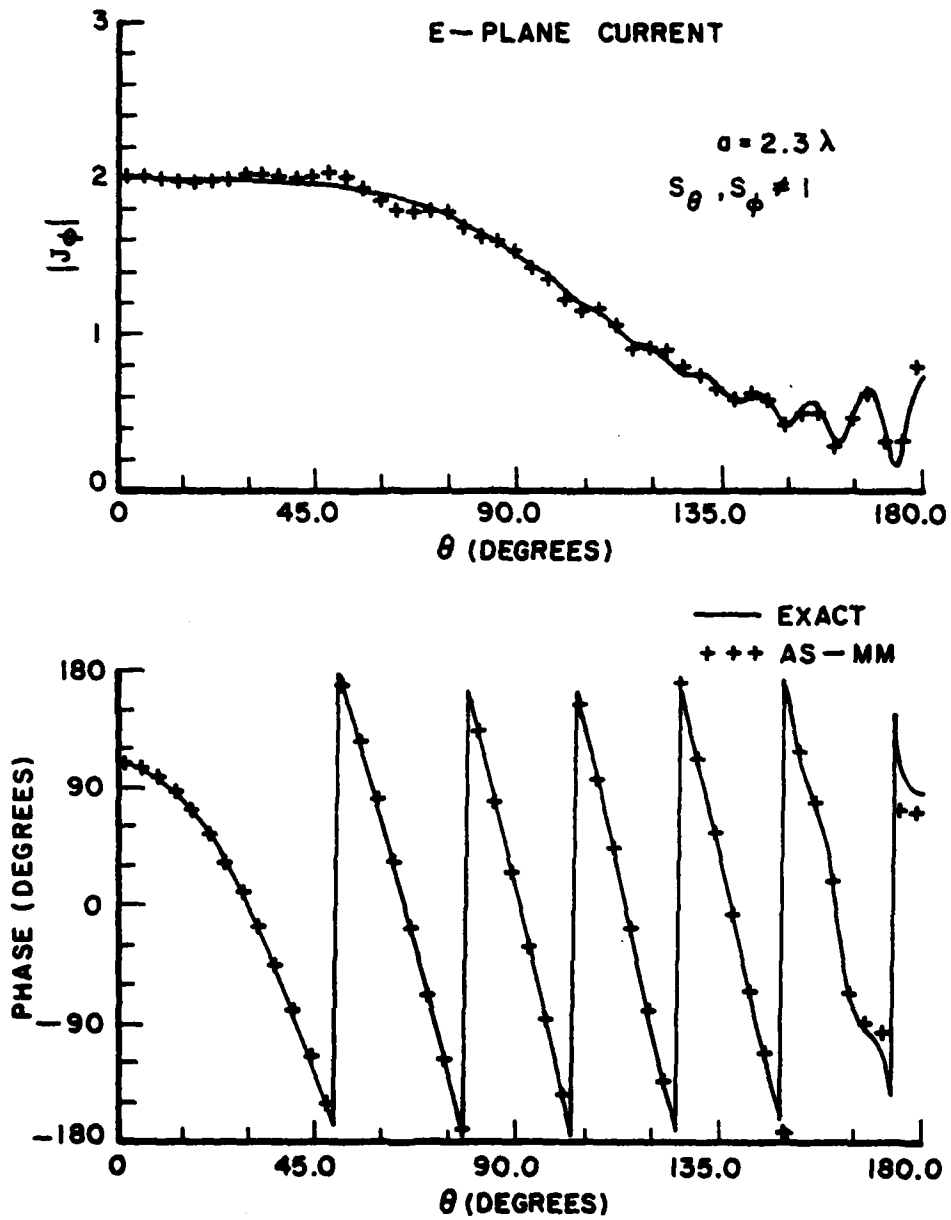 E-PLANE CURRENT
3
2
1
0
|Jϕ|
a = 2.3 λ
S_θ , S_ϕ ≠ 1
0 45.0 90.0 135.0 180.0
θ (DEGREES)
—— EXACT
+ + + AS-MM
180
90
0
-90
-180
PHASE (DEGREES)
0 45.0 90.0 135.0 180.0
θ (DEGREES)